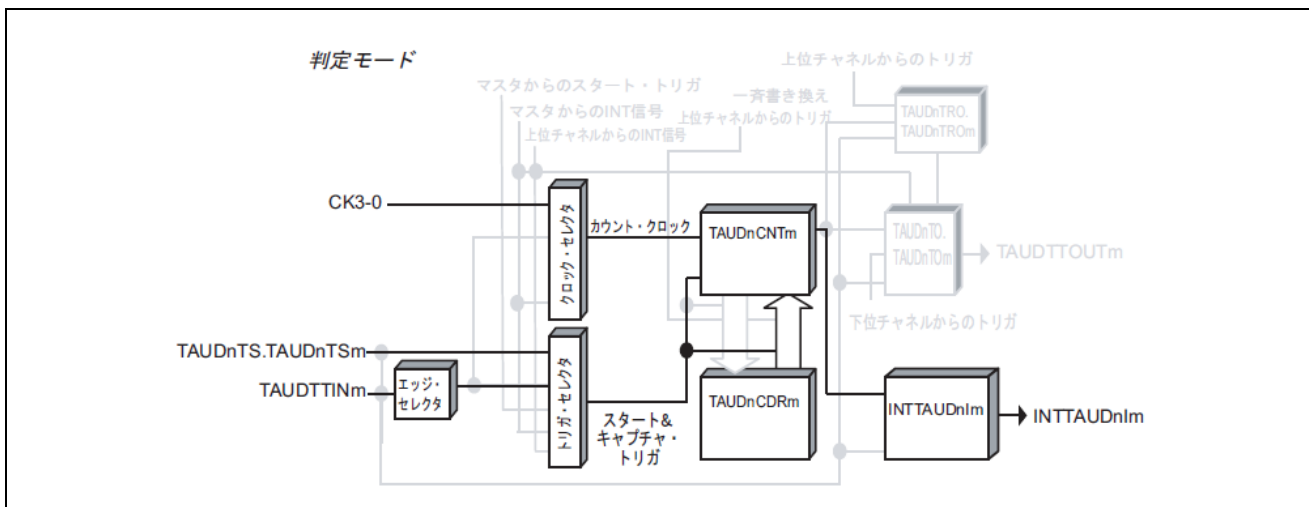 判定モード
上位チャネルからのトリガ
マスタからのスタート・トリガ
一斉書き換え
マスタからのINT信号
上位チャネルからのトリガ
上位チャネルからのINT信号
TAUDnTRO.
TAUDnTROm
CK3-0
クロック・セレクタ
カウント・クロック
TAUDnCNTm
TAUDnTO.
TAUDnTOm
TAUDTTOUTm
下位チャネルからのトリガ
TAUDnTS.TAUDnTSm
TAUDTTINm
エッジ・
セレクタ
トリガ・セレクタ
スタート&
キャプチャ・
トリガ
TAUDnCDRm
INTTAUDnIm
INTTAUDnIm